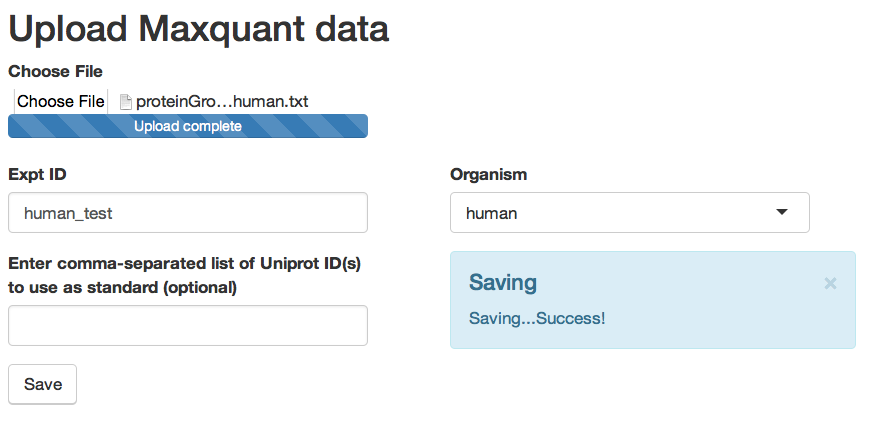 Upload Maxquant data
Choose File
Choose File proteinGro...human.txt
Upload complete
Expt ID
human_test
Organism
human
Enter comma-separated list of Uniprot ID(s)
to use as standard (optional)
Saving
×
Saving...Success!
Save